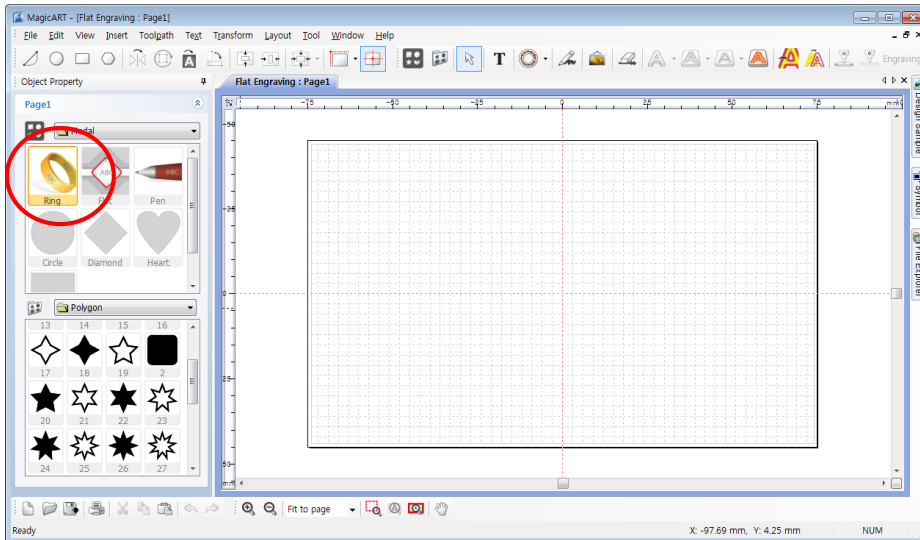 MagicART - [Flat Engraving : Page1]
File Edit View Insert Toolpath Text Transform Layout Tool Window Help
Engraving
Object Property
Flat Engraving : Page1
Page1
Medal
Ring
Pen
Circle Diamond Heart
Polygon
13 14 15 16
17 18 19 2
20 21 22 23
24 25 26 27
-75 -50 -25 0 25 50 75 mm
-50
-25
0
25
50
mm
Design Sample
Symbol
File Explorer
Fit to page
Ready
X: -97.69 mm, Y: 4.25 mm
NUM